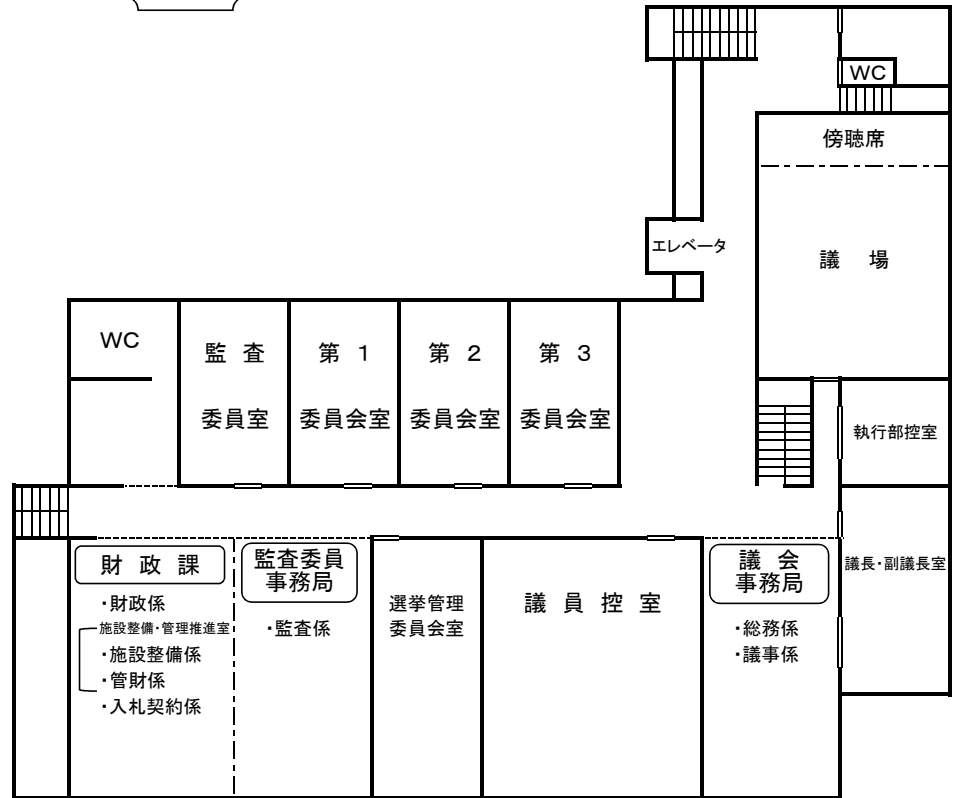 WC
傍聴席
エレベータ
議 場
WC
監 査
委員室
第 1
委員会室
第 2
委員会室
第 3
委員会室
執行部控室
財 政 課
・財政係
施設整備・管理推進室
・施設整備係
・管財係
・入札契約係
監査委員
事務局
・監査係
選挙管理
委員会室
議 員 控 室
議 会
事務局
・総務係
・議事係
議長・副議長室